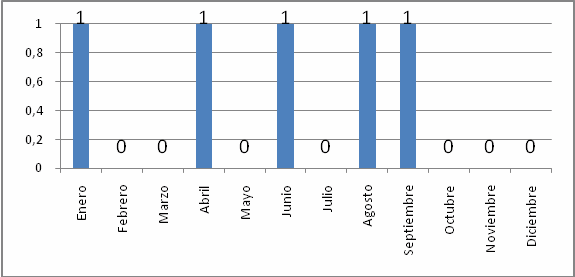 1
0,8
0,6
0,4
0,2
0
1
0
0
1
0
1
0
1
1
0
0
0
Enero
Febrero
Marzo
Abril
Mayo
Junio
Julio
Agosto
Septiembre
Octubre
Noviembre
Diciembre